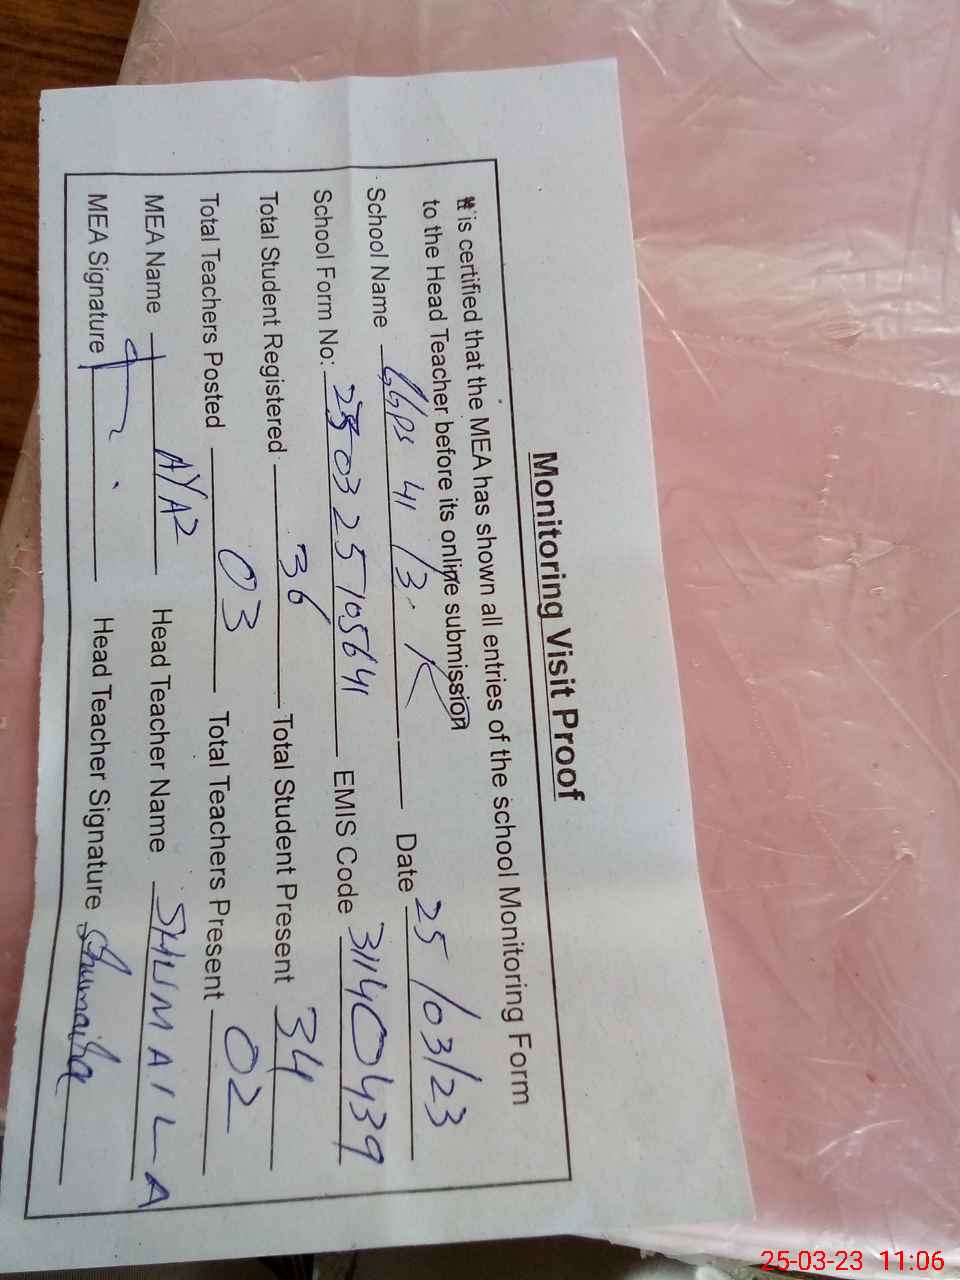 Monitoring Visit Proof
It is certified that the MEA has shown all entries of the school Monitoring Form
to the Head Teacher before its online submission
School Name GGPS 41/3.R Date 25/03/23
School Form No: 250325105641 EMIS Code 31140439
Total Student Registered 36 Total Student Present 34
Total Teachers Posted 03 Total Teachers Present 02
MEA Name AYAZ Head Teacher Name SHUMAILA
MEA Signature Head Teacher Signature Shumaila
25-03-23 11:06